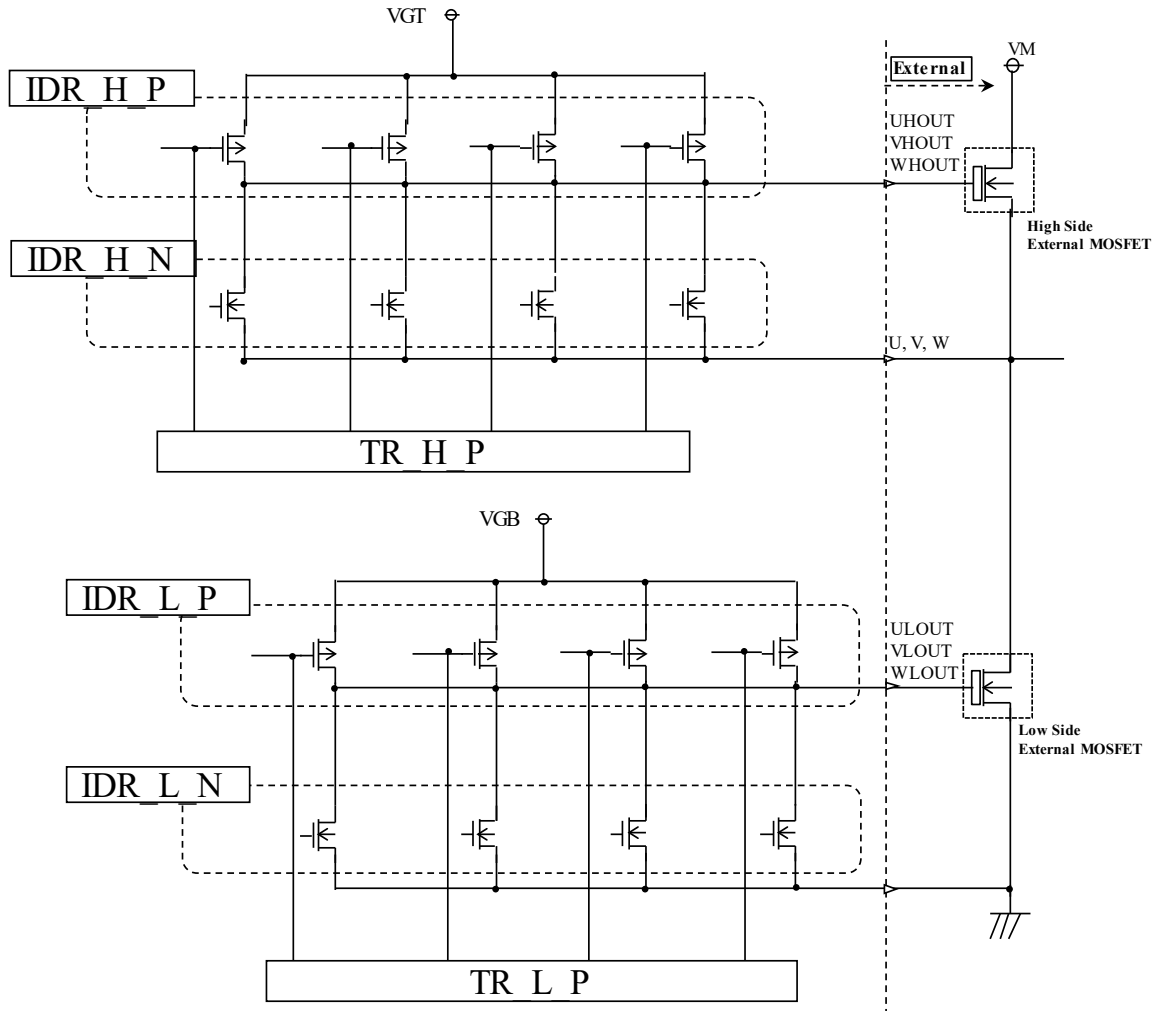 VGT
VM
External
IDR_H_P
UHOUT
VHOUT
WHOUT
High Side
External MOSFET
IDR_H_N
U, V, W
TR_H_P
VGB
IDR_L_P
ULOUT
VLOUT
WLOUT
Low Side
External MOSFET
IDR_L_N
TR_L_P